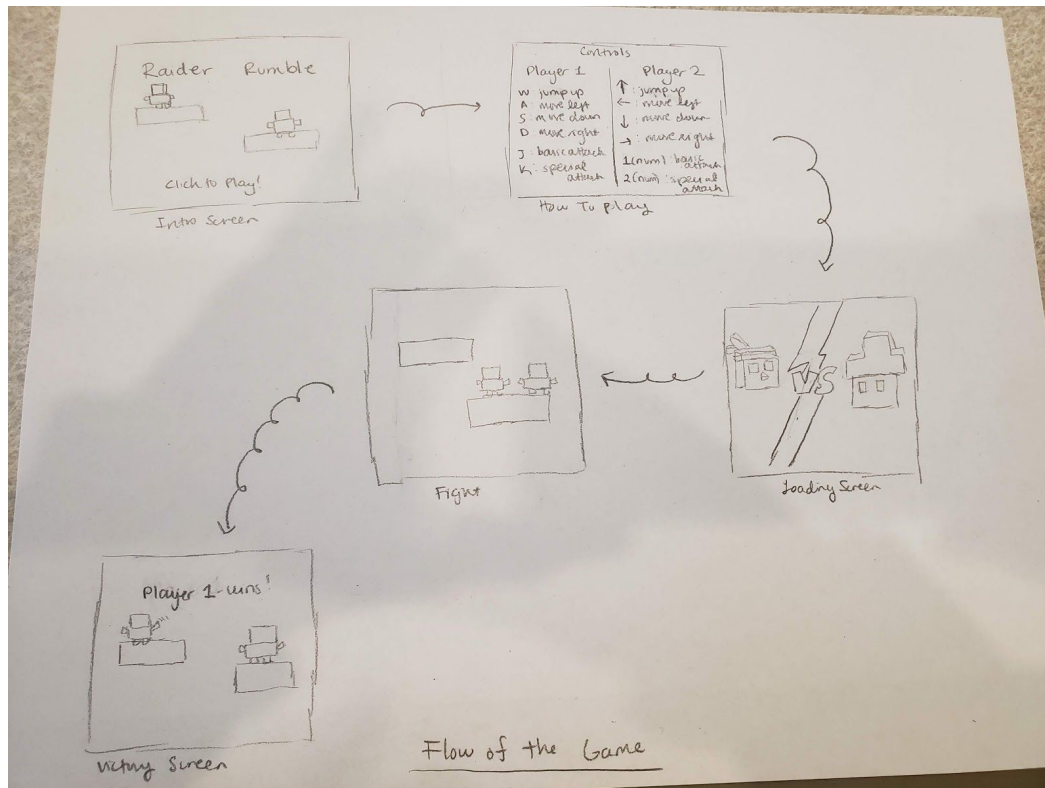 Raider Rumble
Click to Play!
Intro Screen
Controls
Player 1
W : jump up
A : move left
S : move down
D : move right
J : basic attack
K : special
attack
Player 2
↑ : jump up
← : move left
↓ : move down
→ : move right
1(num) : basic
attack
2(num) : special
attack
How To Play
VS
Loading Screen
Fight
Player 1 wins!
Victory Screen
Flow of the Game